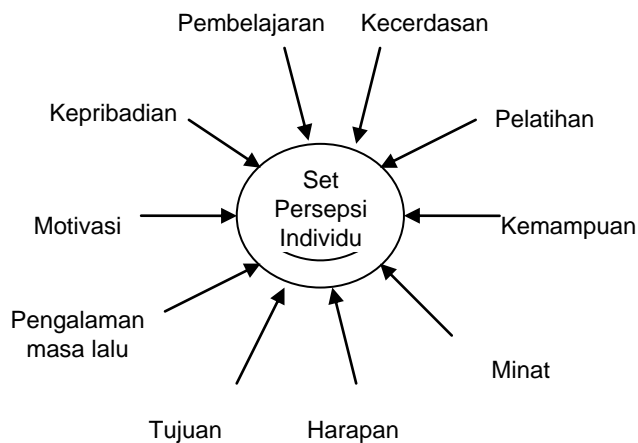 Pembelajaran
Kecerdasan
Kepribadian
Pelatihan
Set
Persepsi
Individu
Motivasi
Kemampuan
Pengalaman
masa lalu
Minat
Tujuan
Harapan